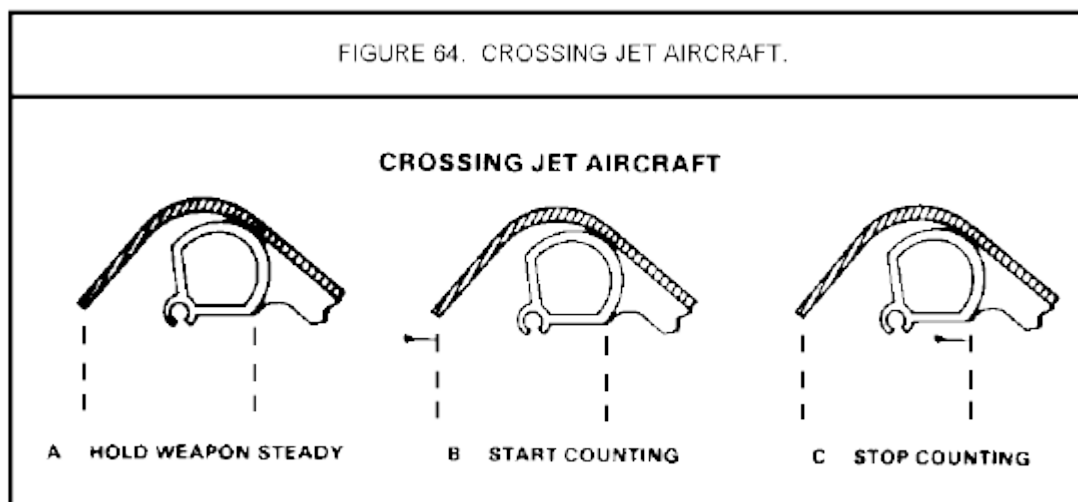 FIGURE 64. CROSSING JET AIRCRAFT.
CROSSING JET AIRCRAFT
A HOLD WEAPON STEADY
B START COUNTING
C STOP COUNTING